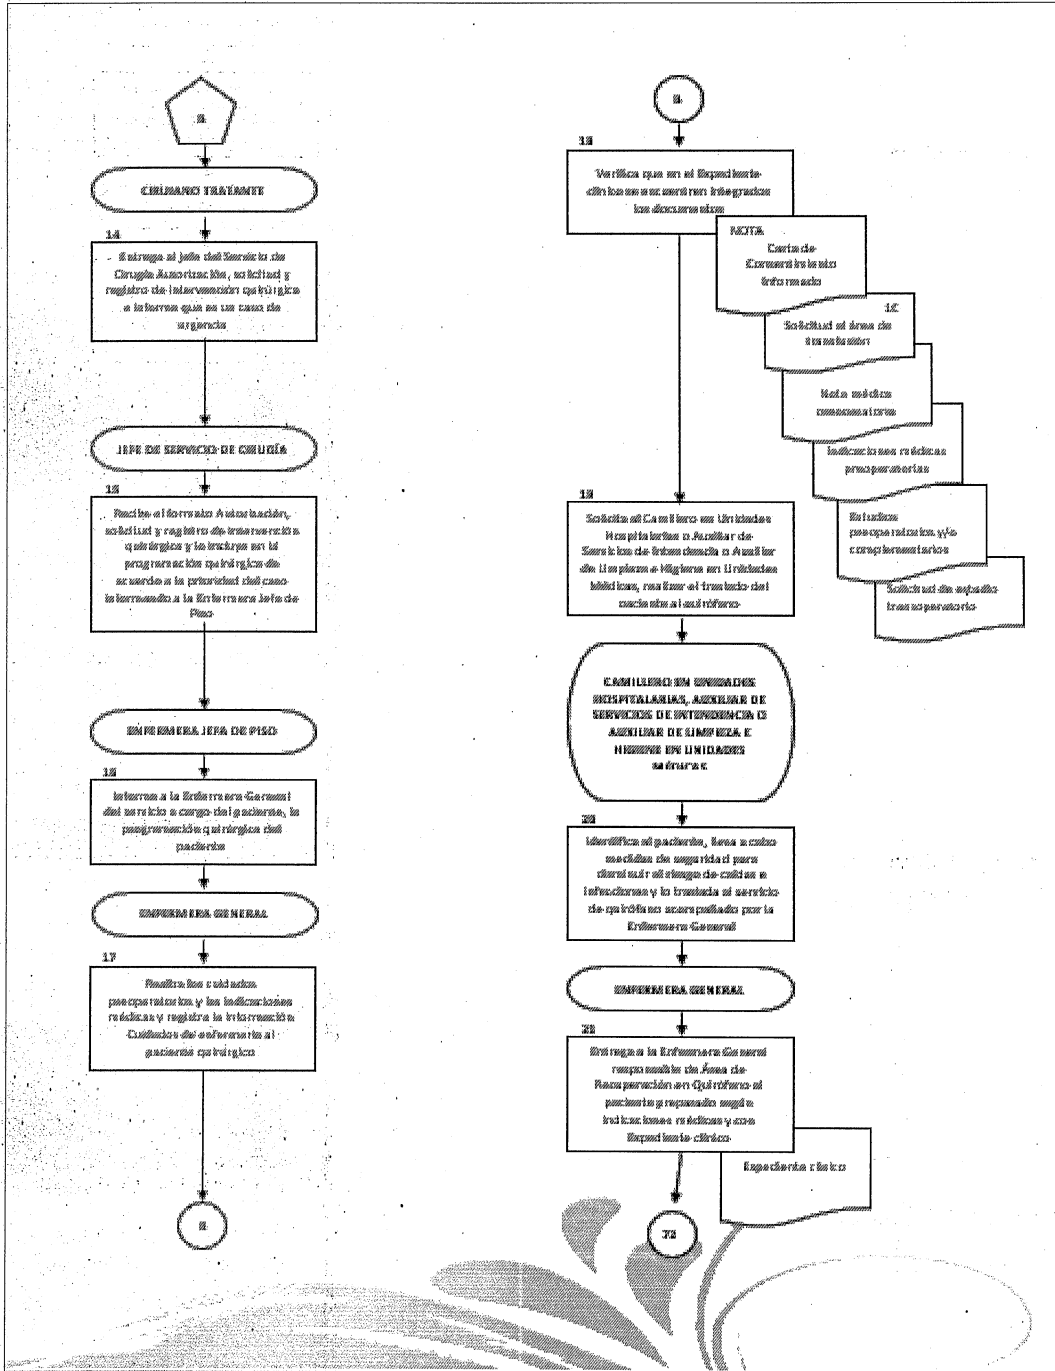 CIRUJANO TRATANTE
14
Entrega al Jefe del Servicio de
Cirugía Autorización, solicitud y
registro de intervención quirúrgica
e informa que es un caso de
urgencia
JEFE DE SERVICIO DE CIRUGÍA
15
Recibe el formato Autorización,
solicitud y registro de intervención
quirúrgica y lo incluye en la
programación quirúrgica de
acuerdo a la prioridad del caso
informando a la Enfermera Jefe de
Piso
ENFERMERA JEFA DE PISO
16
Informa a la Enfermera General
del servicio a cargo del paciente, la
programación quirúrgica del
paciente
ENFERMERA GENERAL
17
Realiza los cuidados
preoperatorios y las indicaciones
médicas y registra la información
Cuidados de enfermería al
paciente quirúrgico
18
Verifica que en el Expediente
clínico se encuentren integrados
los documentos
NOTA
Carta de
Consentimiento
Informado
Solicitud al área de
transfusión
Nota médica
preoperatoria
Indicaciones médicas
preoperatorias
Estudios
preoperatorios y/o
complementarios
Solicitud de estudio
transoperatorio
19
Solicita al Camillero en Unidades
Hospitalarias o Auxiliar de
Servicios de Intendencia o Auxiliar
de Limpieza e Higiene en Unidades
Médicas, realizar el traslado del
paciente al quirófano
CAMILLERO EN UNIDADES
HOSPITALARIAS, AUXILIAR DE
SERVICIOS DE INTENDENCIA O
AUXILIAR DE LIMPIEZA E
HIGIENE EN UNIDADES
MÉDICAS
20
Identifica al paciente, lleva a cabo
medidas de seguridad para
disminuir el riesgo de caídas e
infecciones y lo traslada al servicio
de quirófano acompañado por la
Enfermera General
ENFERMERA GENERAL
21
Entrega a la Enfermera General
responsable de Área de
Recuperación en Quirófano al
paciente preparado según
indicaciones médicas y con
Expediente clínico
Expediente clínico